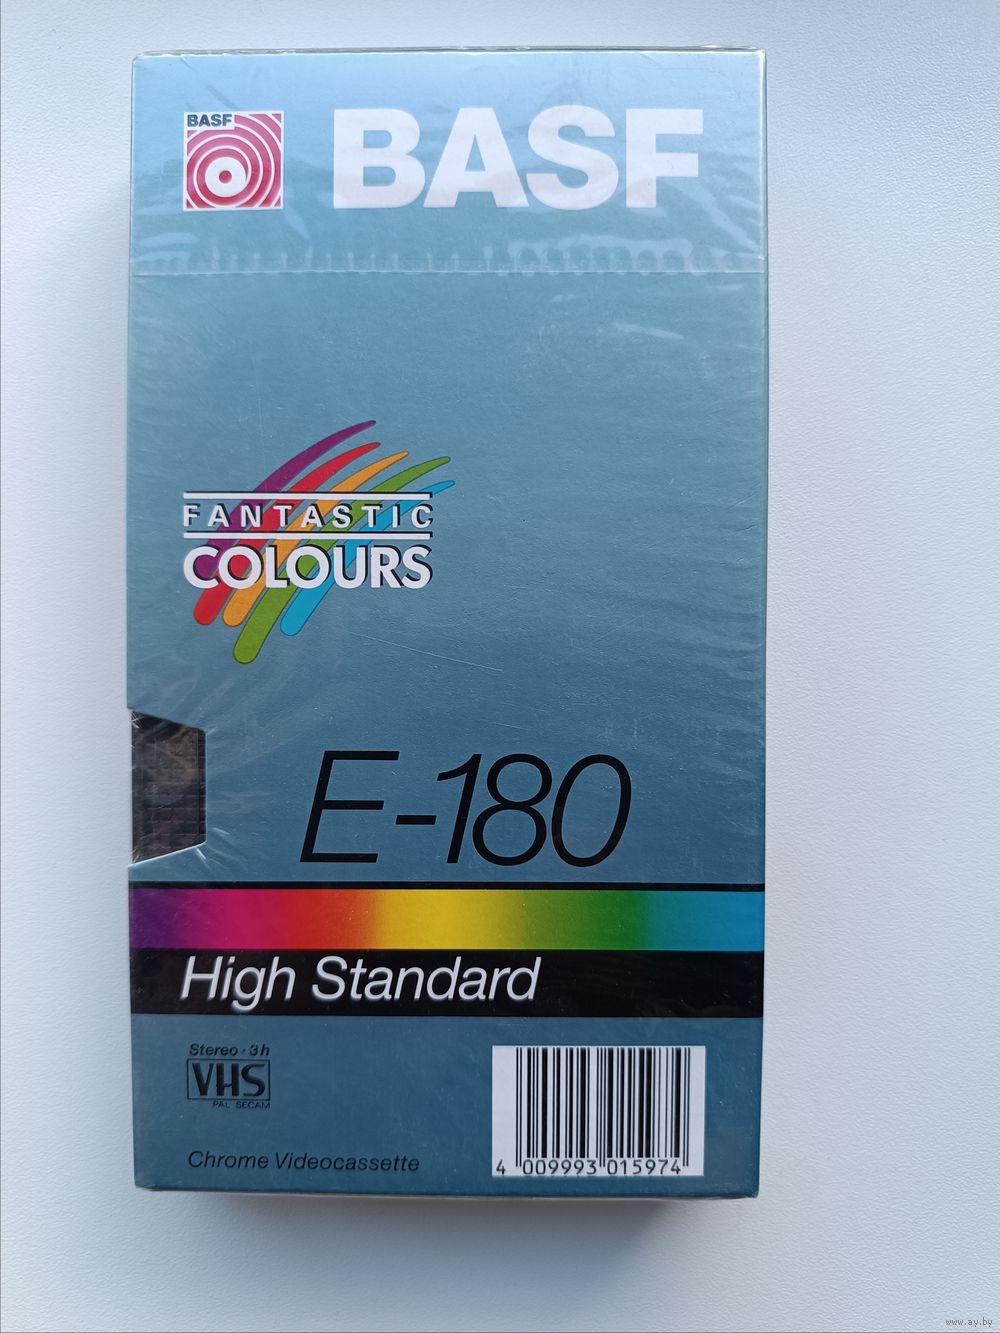 BASF
BASF
FANTASTIC
COLOURS
E-180
High Standard
Stereo · 3h
VHS
PAL SECAM
Chrome Videocassette
4 009993 015974
www.ay.by